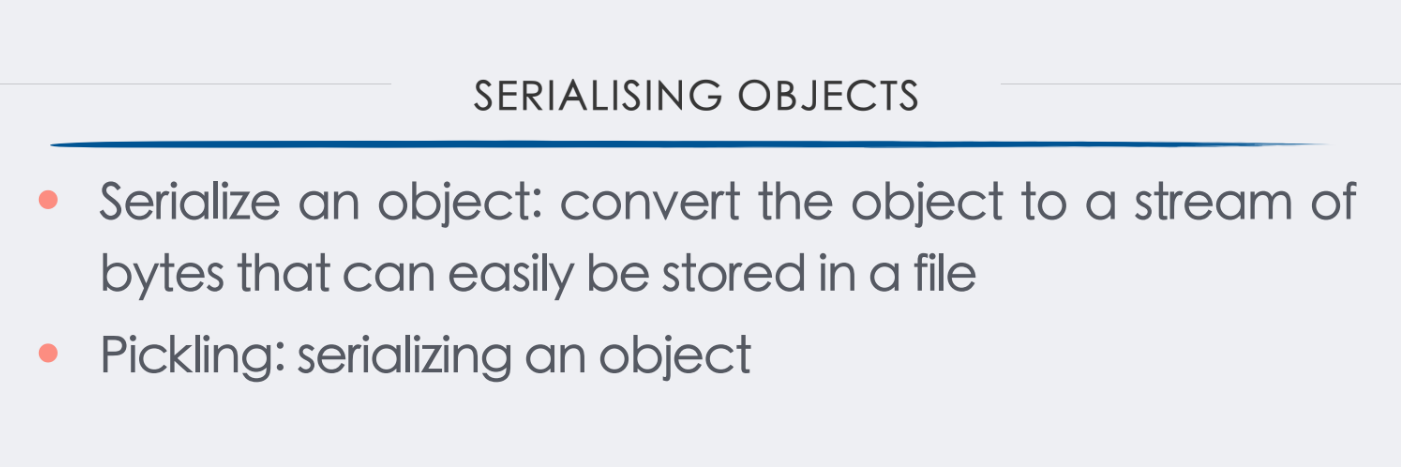 SERIALISING OBJECTS
Serialize an object: convert the object to a stream of
bytes that can easily be stored in a file
Pickling: serializing an object